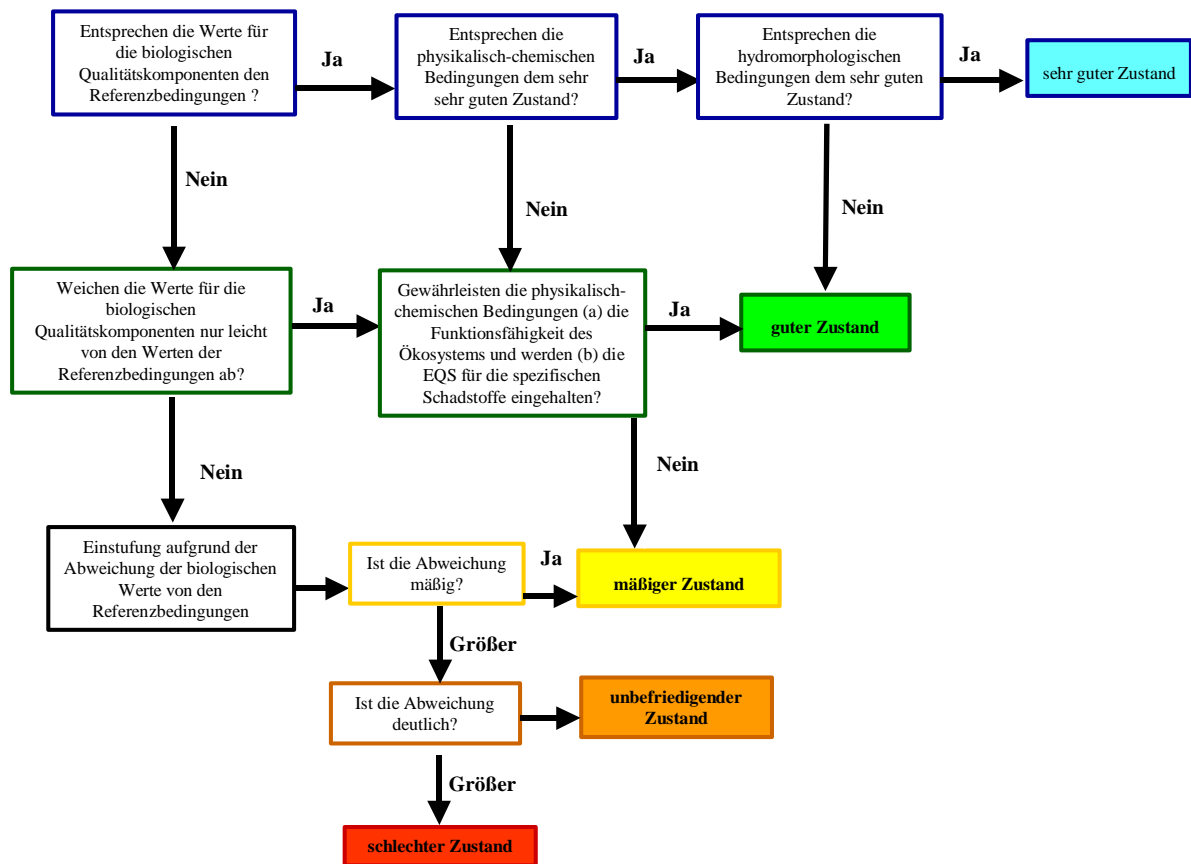 Entsprechen die Werte für
die biologischen
Qualitätskomponenten den
Referenzbedingungen ?
Ja
Entsprechen die
physikalisch-chemischen
Bedingungen dem sehr
sehr guten Zustand?
Ja
Entsprechen die
hydromorphologischen
Bedingungen dem sehr guten
Zustand?
Ja
sehr guter Zustand
Nein
Nein
Nein
Weichen die Werte für die
biologischen
Qualitätskomponenten nur leicht
von den Werten der
Referenzbedingungen ab?
Ja
Gewährleisten die physikalisch-
chemischen Bedingungen (a) die
Funktionsfähigkeit des
Ökosystems und werden (b) die
EQS für die spezifischen
Schadstoffe eingehalten?
Ja
guter Zustand
Nein
Nein
Einstufung aufgrund der
Abweichung der biologischen
Werte von den
Referenzbedingungen
Ist die Abweichung
mäßig?
Ja
mäßiger Zustand
Größer
Ist die Abweichung
deutlich?
unbefriedigender
Zustand
Größer
schlechter Zustand